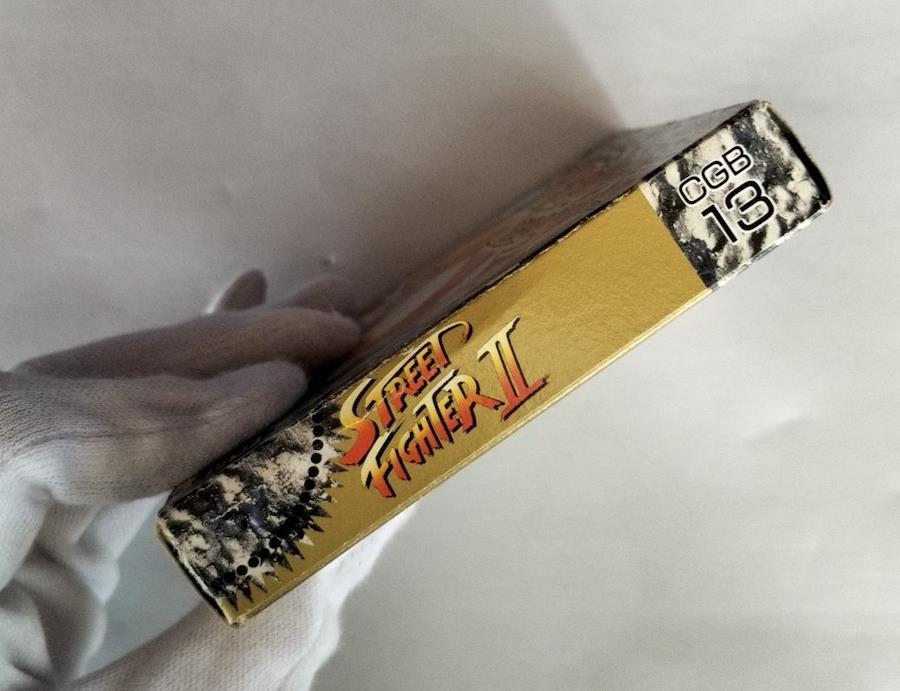 STREET
FIGHTER II
CGB
13